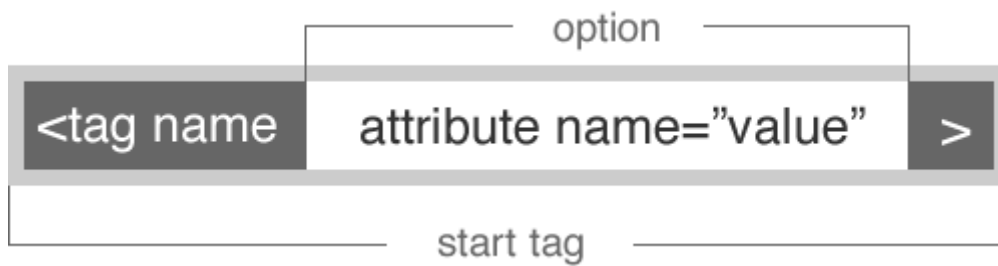 option
<tag name attribute name=”value” >
start tag